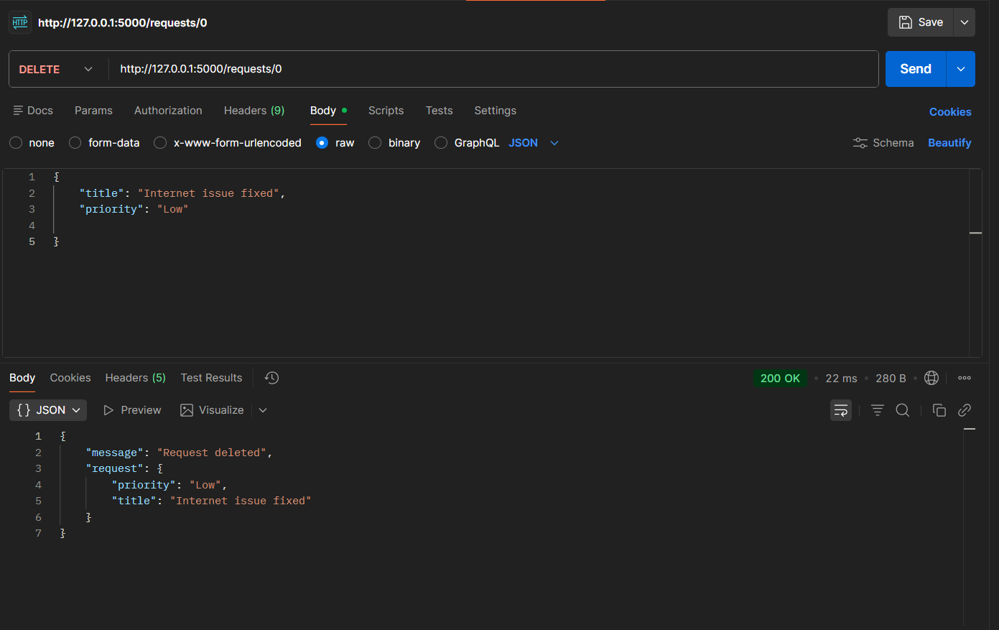 HTTP http://127.0.0.1:5000/requests/0 Save
DELETE http://127.0.0.1:5000/requests/0 Send
Docs Params Authorization Headers (9) Body Scripts Tests Settings Cookies
none form-data x-www-form-urlencoded raw binary GraphQL JSON Schema Beautify
1 {
2 "title": "Internet issue fixed",
3 "priority": "Low"
4
5 }
Body Cookies Headers (5) Test Results 200 OK • 22 ms • 280 B •
{} JSON Preview Visualize
1 {
2 "message": "Request deleted",
3 "request": {
4 "priority": "Low",
5 "title": "Internet issue fixed"
6 }
7 }